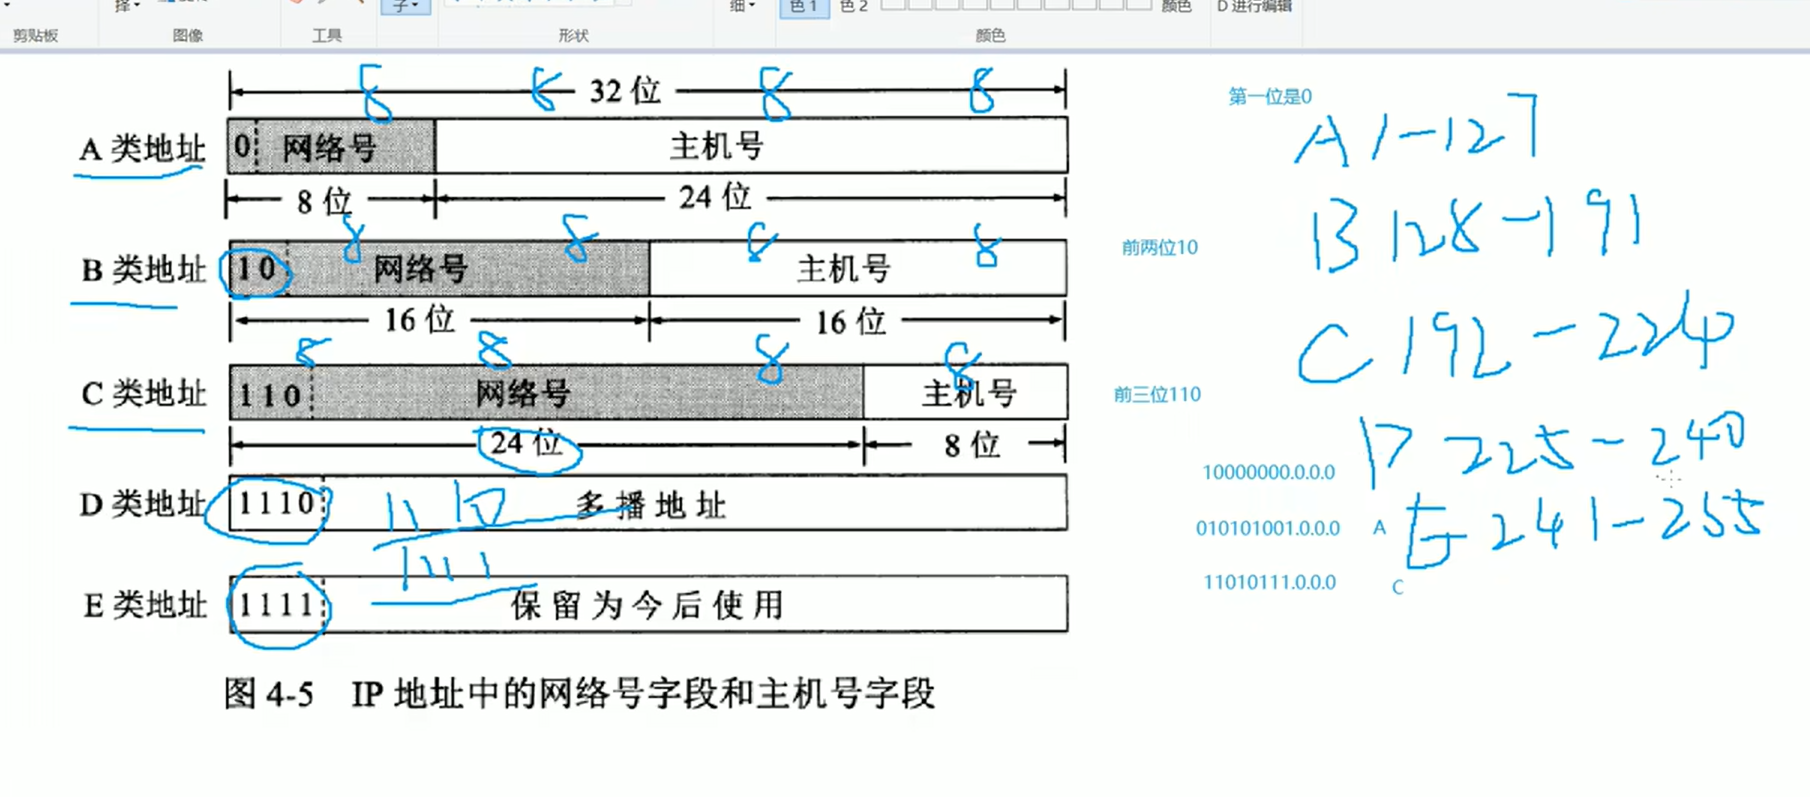 择
子
细
色 1
色 2
颜色
D 进行编辑
剪贴板
图像
工具
形状
颜色
8 8 8 8
32 位
第一位是0
A 类地址 0 网络号 主机号
A 1-127
8 位 24 位
8 8 8 8
B 128-191
前两位10
B 类地址 10 网络号 主机号
16 位 16 位
8 8 8 8
C 192-2240
C 类地址 110 网络号 主机号
前三位110
24 位 8 位
D 225-240
10000000.0.0.0
D 类地址 1110 多播地址
1110
010101001.0.0.0 A
E 241-255
1111
11010111.0.0.0 C
E 类地址 1111 保留为今后使用
图 4-5 IP 地址中的网络号字段和主机号字段